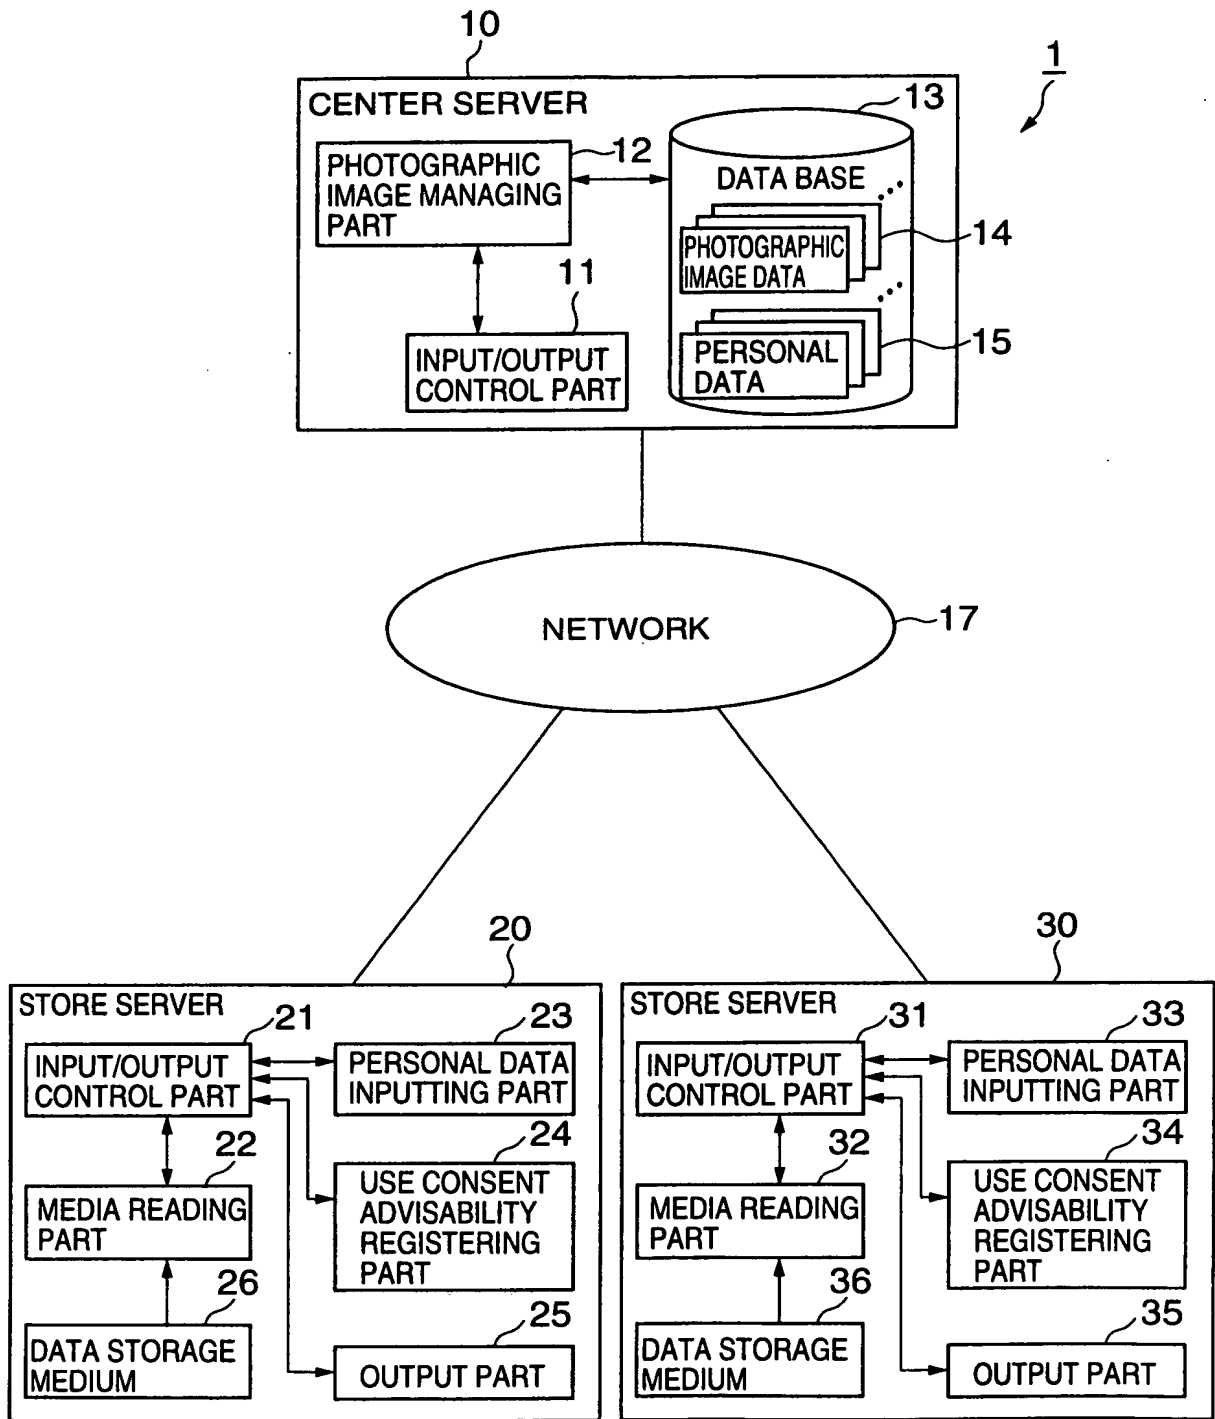 10
1
CENTER SERVER
13
12
PHOTOGRAPHIC
IMAGE MANAGING
PART
DATA BASE
14
PHOTOGRAPHIC
IMAGE DATA
11
INPUT/OUTPUT
CONTROL PART
15
PERSONAL
DATA
NETWORK
17
20
STORE SERVER
21
INPUT/OUTPUT
CONTROL PART
23
PERSONAL DATA
INPUTTING PART
22
MEDIA READING
PART
24
USE CONSENT
ADVISABILITY
REGISTERING
PART
26
DATA STORAGE
MEDIUM
25
OUTPUT PART
30
STORE SERVER
31
INPUT/OUTPUT
CONTROL PART
33
PERSONAL DATA
INPUTTING PART
32
MEDIA READING
PART
34
USE CONSENT
ADVISABILITY
REGISTERING
PART
36
DATA STORAGE
MEDIUM
35
OUTPUT PART